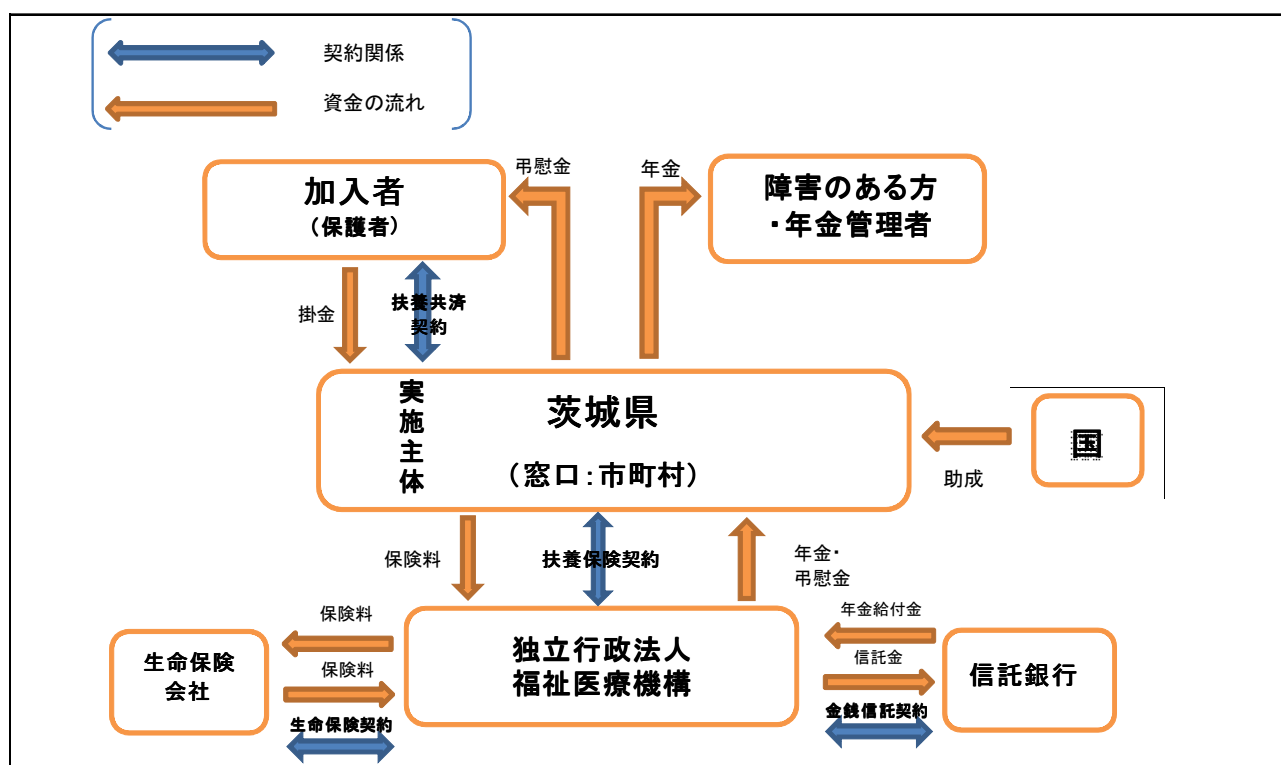 契約関係
資金の流れ
加入者
（保護者）
弔慰金
年金
障害のある方
・年金管理者
掛金
扶養共済
契約
実施主体
茨城県
（窓口：市町村）
国
助成
保険料
扶養保険契約
年金・
弔慰金
生命保険
会社
保険料
保険料
生命保険契約
独立行政法人
福祉医療機構
年金給付金
信託金
金銭信託契約
信託銀行